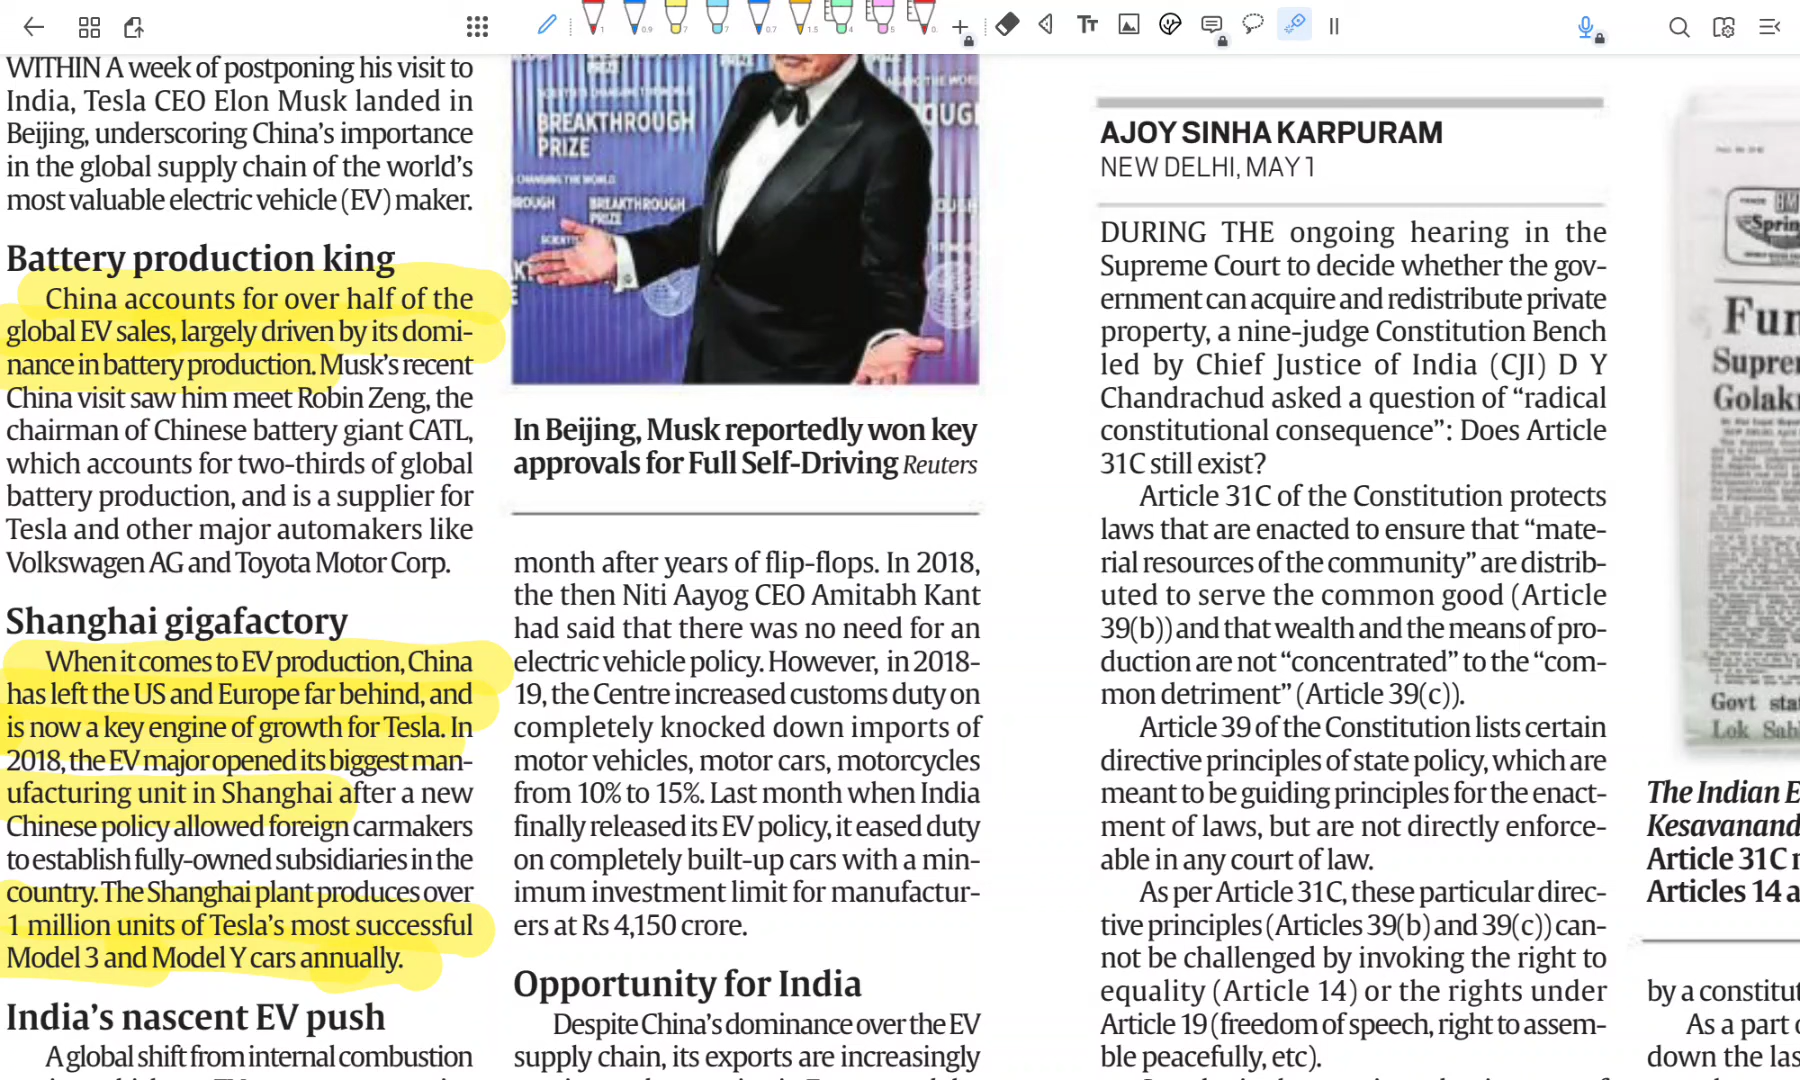 WITHIN A week of postponing his visit to
India, Tesla CEO Elon Musk landed in
Beijing, underscoring China's importance
in the global supply chain of the world's
most valuable electric vehicle (EV) maker.
Battery production king
China accounts for over half of the
global EV sales, largely driven by its domi-
nance in battery production. Musk's recent
China visit saw him meet Robin Zeng, the
chairman of Chinese battery giant CATL,
which accounts for two-thirds of global
battery production, and is a supplier for
Tesla and other major automakers like
Volkswagen AG and Toyota Motor Corp.
Shanghai gigafactory
When it comes to EV production, China
has left the US and Europe far behind, and
is now a key engine of growth for Tesla. In
2018, the EV major opened its biggest man-
ufacturing unit in Shanghai after a new
Chinese policy allowed foreign carmakers
to establish fully-owned subsidiaries in the
country. The Shanghai plant produces over
1 million units of Tesla's most successful
Model 3 and Model Y cars annually.
India's nascent EV push
A global shift from internal combustion
BREAKTHROUGH
PRIZE
CHANGING THE WORLD
ROUGH
BREAKTHROUGH
PRIZE
In Beijing, Musk reportedly won key
approvals for Full Self-Driving Reuters
month after years of flip-flops. In 2018,
the then Niti Aayog CEO Amitabh Kant
had said that there was no need for an
electric vehicle policy. However, in 2018-
19, the Centre increased customs duty on
completely knocked down imports of
motor vehicles, motor cars, motorcycles
from 10% to 15%. Last month when India
finally released its EV policy, it eased duty
on completely built-up cars with a min-
imum investment limit for manufactur-
ers at Rs 4,150 crore.
Opportunity for India
Despite China's dominance over the EV
supply chain, its exports are increasingly
AJOY SINHA KARPURAM
NEW DELHI, MAY 1
DURING THE ongoing hearing in the
Supreme Court to decide whether the gov-
ernment can acquire and redistribute private
property, a nine-judge Constitution Bench
led by Chief Justice of India (CJI) D Y
Chandrachud asked a question of “radical
constitutional consequence”: Does Article
31C still exist?
Article 31C of the Constitution protects
laws that are enacted to ensure that “mate-
rial resources of the community” are distrib-
uted to serve the common good (Article
39(b)) and that wealth and the means of pro-
duction are not “concentrated” to the “com-
mon detriment” (Article 39(c)).
Article 39 of the Constitution lists certain
directive principles of state policy, which are
meant to be guiding principles for the enact-
ment of laws, but are not directly enforce-
able in any court of law.
As per Article 31C, these particular direc-
tive principles (Articles 39(b) and 39(c)) can-
not be challenged by invoking the right to
equality (Article 14) or the rights under
Article 19 (freedom of speech, right to assem-
ble peacefully, etc).
Fun
Suprem
Golak
Govt sta
Lok Sabl
The Indian E
Kesavanand
Article 31C
Articles 14 a
by a constitut
As a part o
down the las